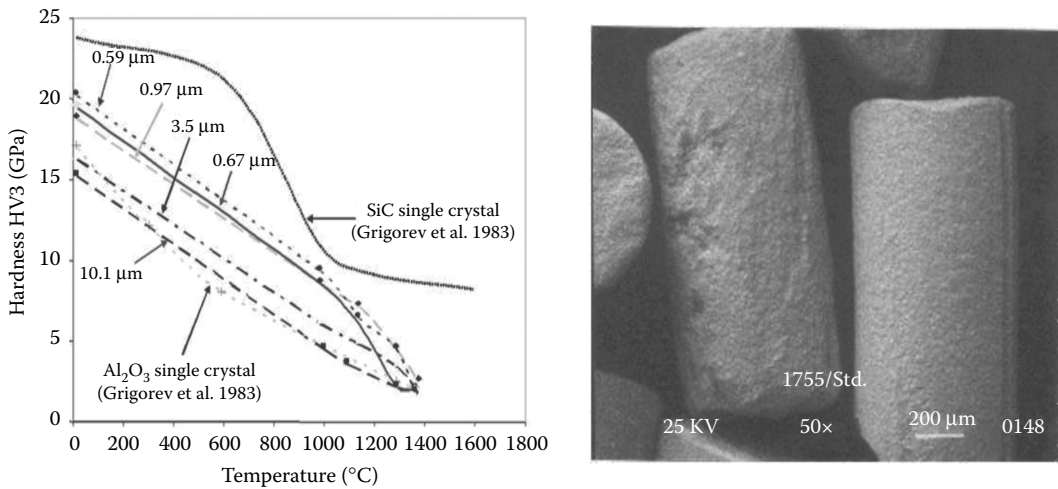 25
20
15
10
5
0
Hardness HV3 (GPa)
0.59 μm
0.97 μm
3.5 μm
0.67 μm
SiC single crystal
(Grigorev et al. 1983)
10.1 μm
Al₂O₃ single crystal
(Grigorev et al. 1983)
0 200 400 600 800 1000 1200 1400 1600 1800
Temperature (°C)
1755/Std.
25 KV 50× 200 μm 0148